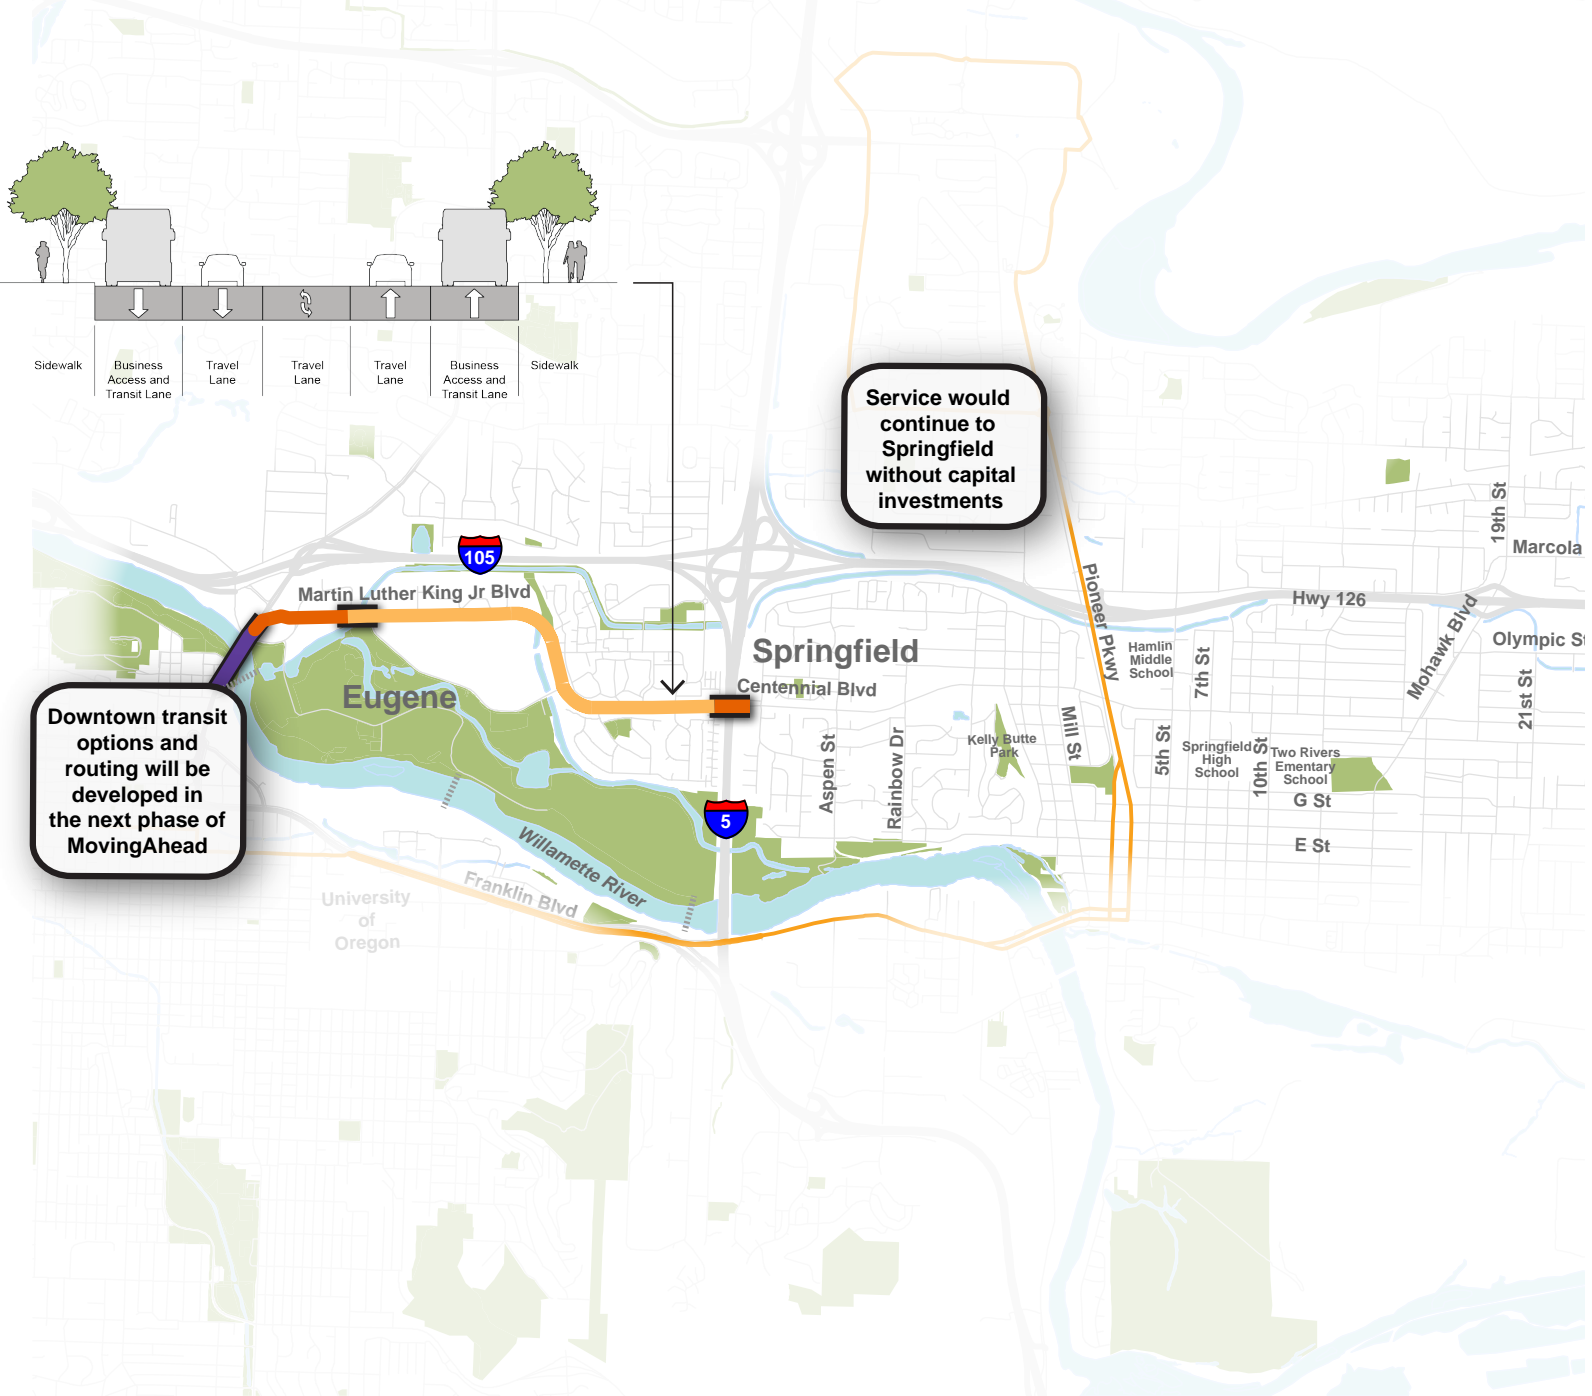 Sidewalk
Business
Access and
Transit Lane
Travel
Lane
Travel
Lane
Travel
Lane
Business
Access and
Transit Lane
Sidewalk
Service would
continue to
Springfield
without capital
investments
19th St
Marcola
105
Martin Luther King Jr Blvd
Pioneer Pkwy
Hwy 126
Mohawk Blvd
Olympic St
Springfield
Hamlin
Middle
School
7th St
Centennial Blvd
Eugene
21st St
Downtown transit
options and
routing will be
developed in
the next phase of
MovingAhead
Mill St
Kelly Butte
Park
5th St
Springfield
High
School
10th St
Two Rivers
Ementary
School
Aspen St
Rainbow Dr
G St
5
E St
Willamette River
Franklin Blvd
University
of
Oregon